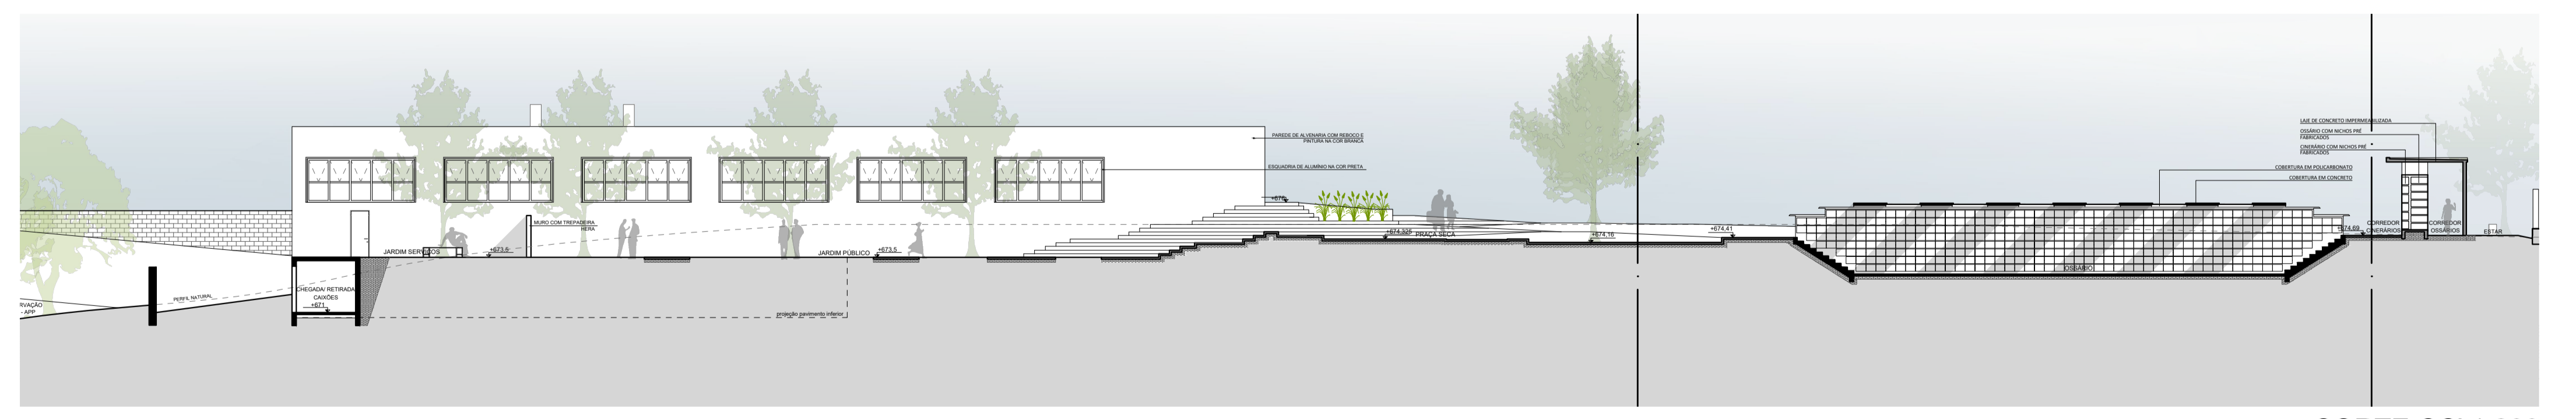 LAJE DE CONCRETO IMPERMEABILIZADA
OSSÁRIO COM NICHOS PRÉ
FABRICADOS
CINERÁRIO COM NICHOS PRÉ
FABRICADOS
PAREDE DE ALVENARIA COM REBOCO E
PINTURA NA COR BRANCA
ESQUADRIA DE ALUMÍNIO NA COR PRETA
COBERTURA EM POLICARBONATO
COBERTURA EM CONCRETO
MURO COM TREPADEIRA
HERA
JARDIM SERVIÇOS
+673,5
JARDIM PÚBLICO
+673,5
+674,325
PRAÇA SECA
+674,16
+674,41
+674,69
CORREDOR
CINERÁRIOS
CORREDOR
OSSÁRIOS
ESTAR
OSSÁRIO
CHEGADA/ RETIRADA
CAIXÕES
+671
PERFIL NATURAL
RVAÇÃO
- APP
projeção pavimento inferior